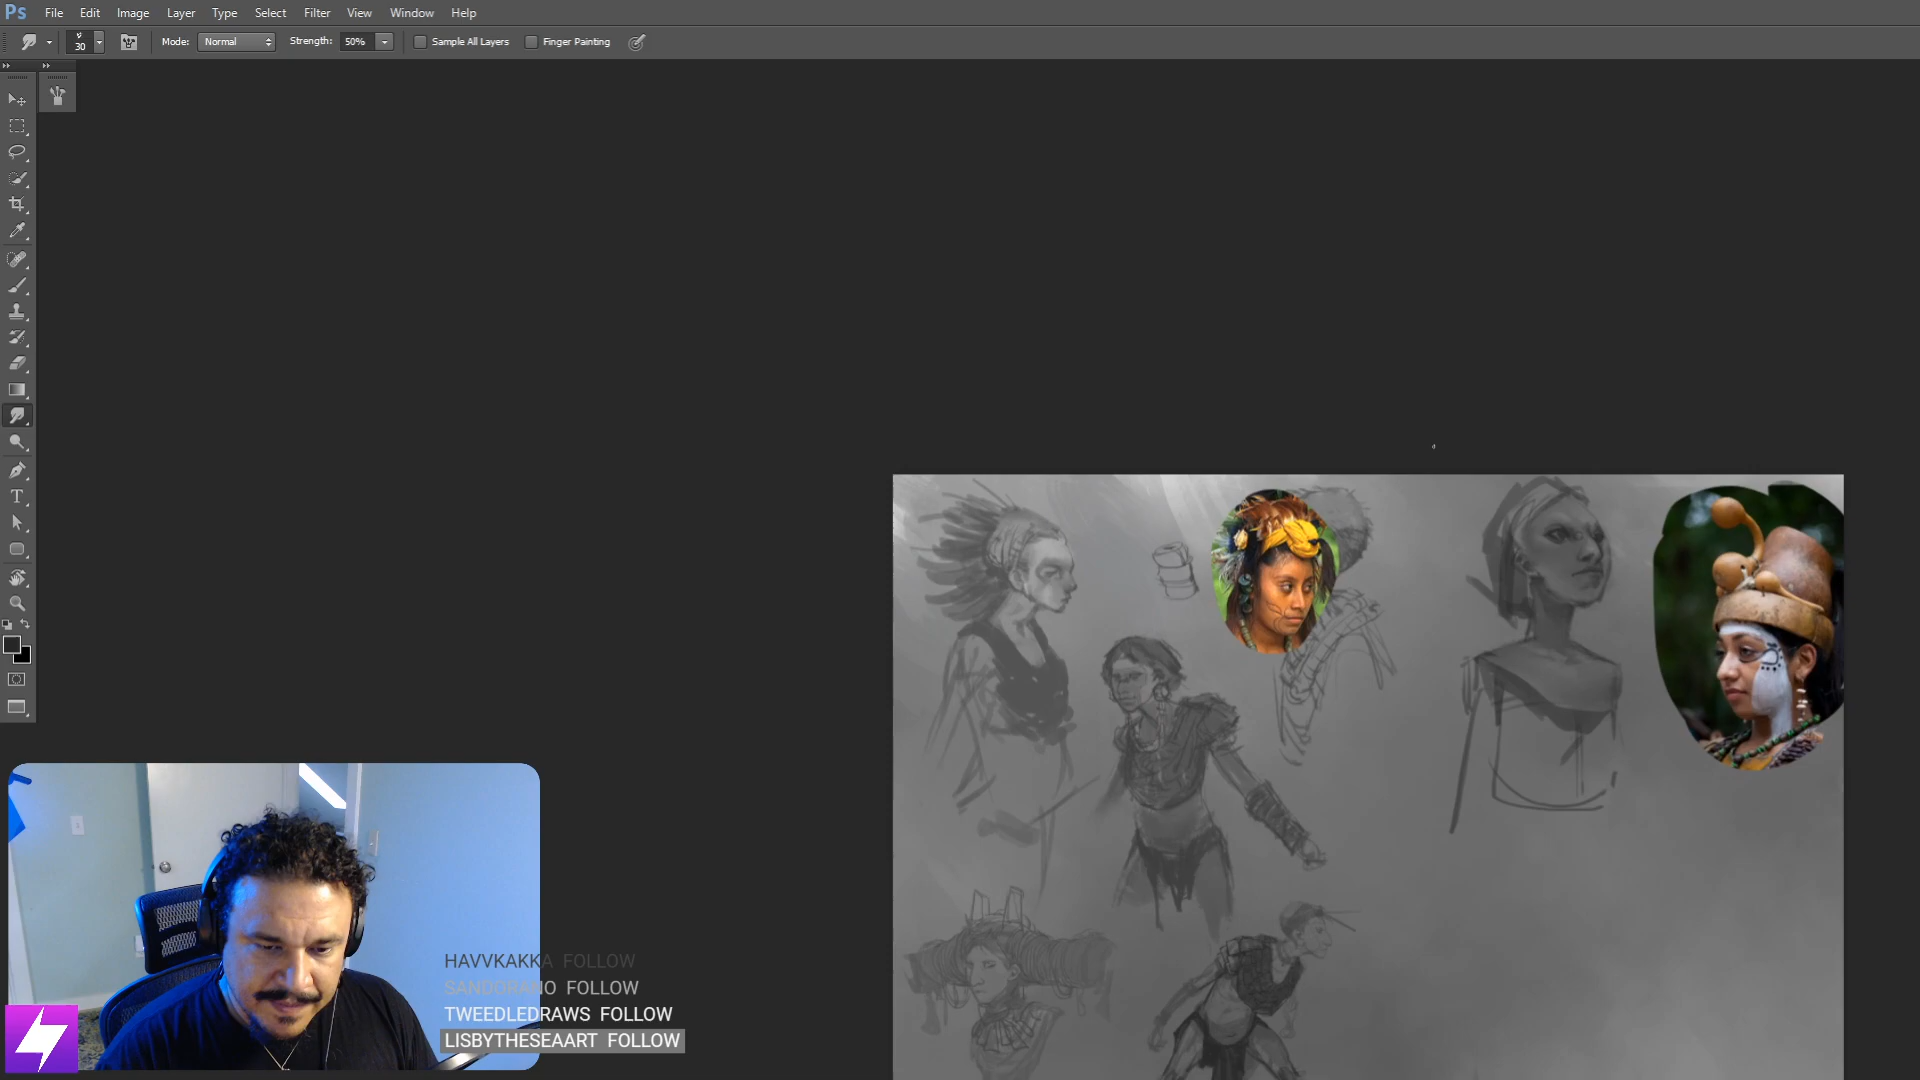 Ps File Edit Image Layer Type Select Filter View Window Help
30 Mode: Normal Strength: 50% Sample All Layers Finger Painting
T
HAVVKAKKA FOLLOW
SANDORANO FOLLOW
TWEEDLEDRAWS FOLLOW
LISBYTHESEAART FOLLOW